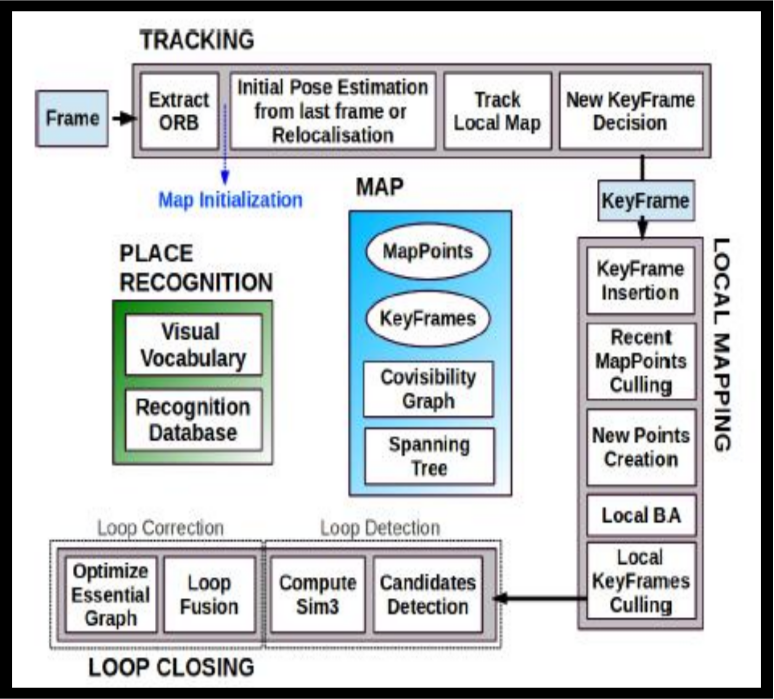 TRACKING
Frame
Extract
ORB
Initial Pose Estimation
from last frame or
Relocalisation
Track
Local Map
New KeyFrame
Decision
Map Initialization
MAP
KeyFrame
PLACE
RECOGNITION
Visual
Vocabulary
Recognition
Database
MapPoints
KeyFrames
Covisibility
Graph
Spanning
Tree
LOCAL MAPPING
KeyFrame
Insertion
Recent
MapPoints
Culling
New Points
Creation
Local BA
Local
KeyFrames
Culling
Loop Correction
Loop Detection
Optimize
Essential
Graph
Loop
Fusion
Compute
Sim3
Candidates
Detection
LOOP CLOSING